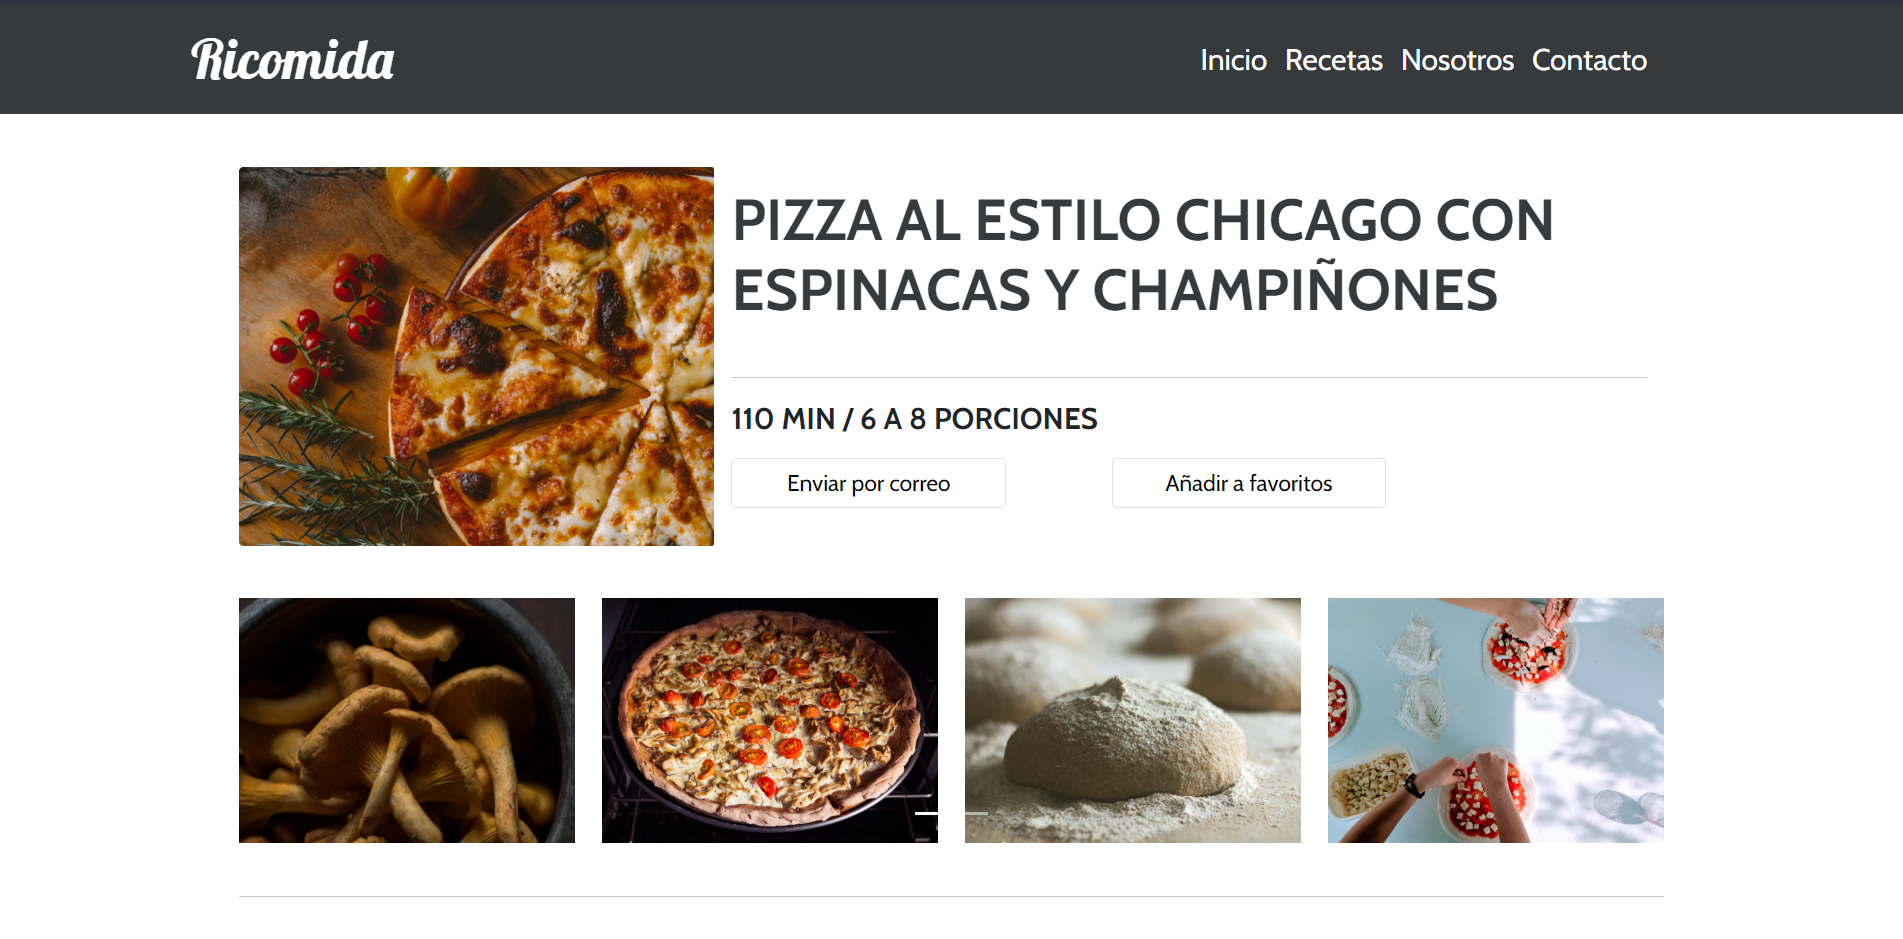 Ricomida
Inicio Recetas Nosotros Contacto
PIZZA AL ESTILO CHICAGO CON
ESPINACAS Y CHAMPIÑONES
110 MIN / 6 A 8 PORCIONES
Enviar por correo
Añadir a favoritos